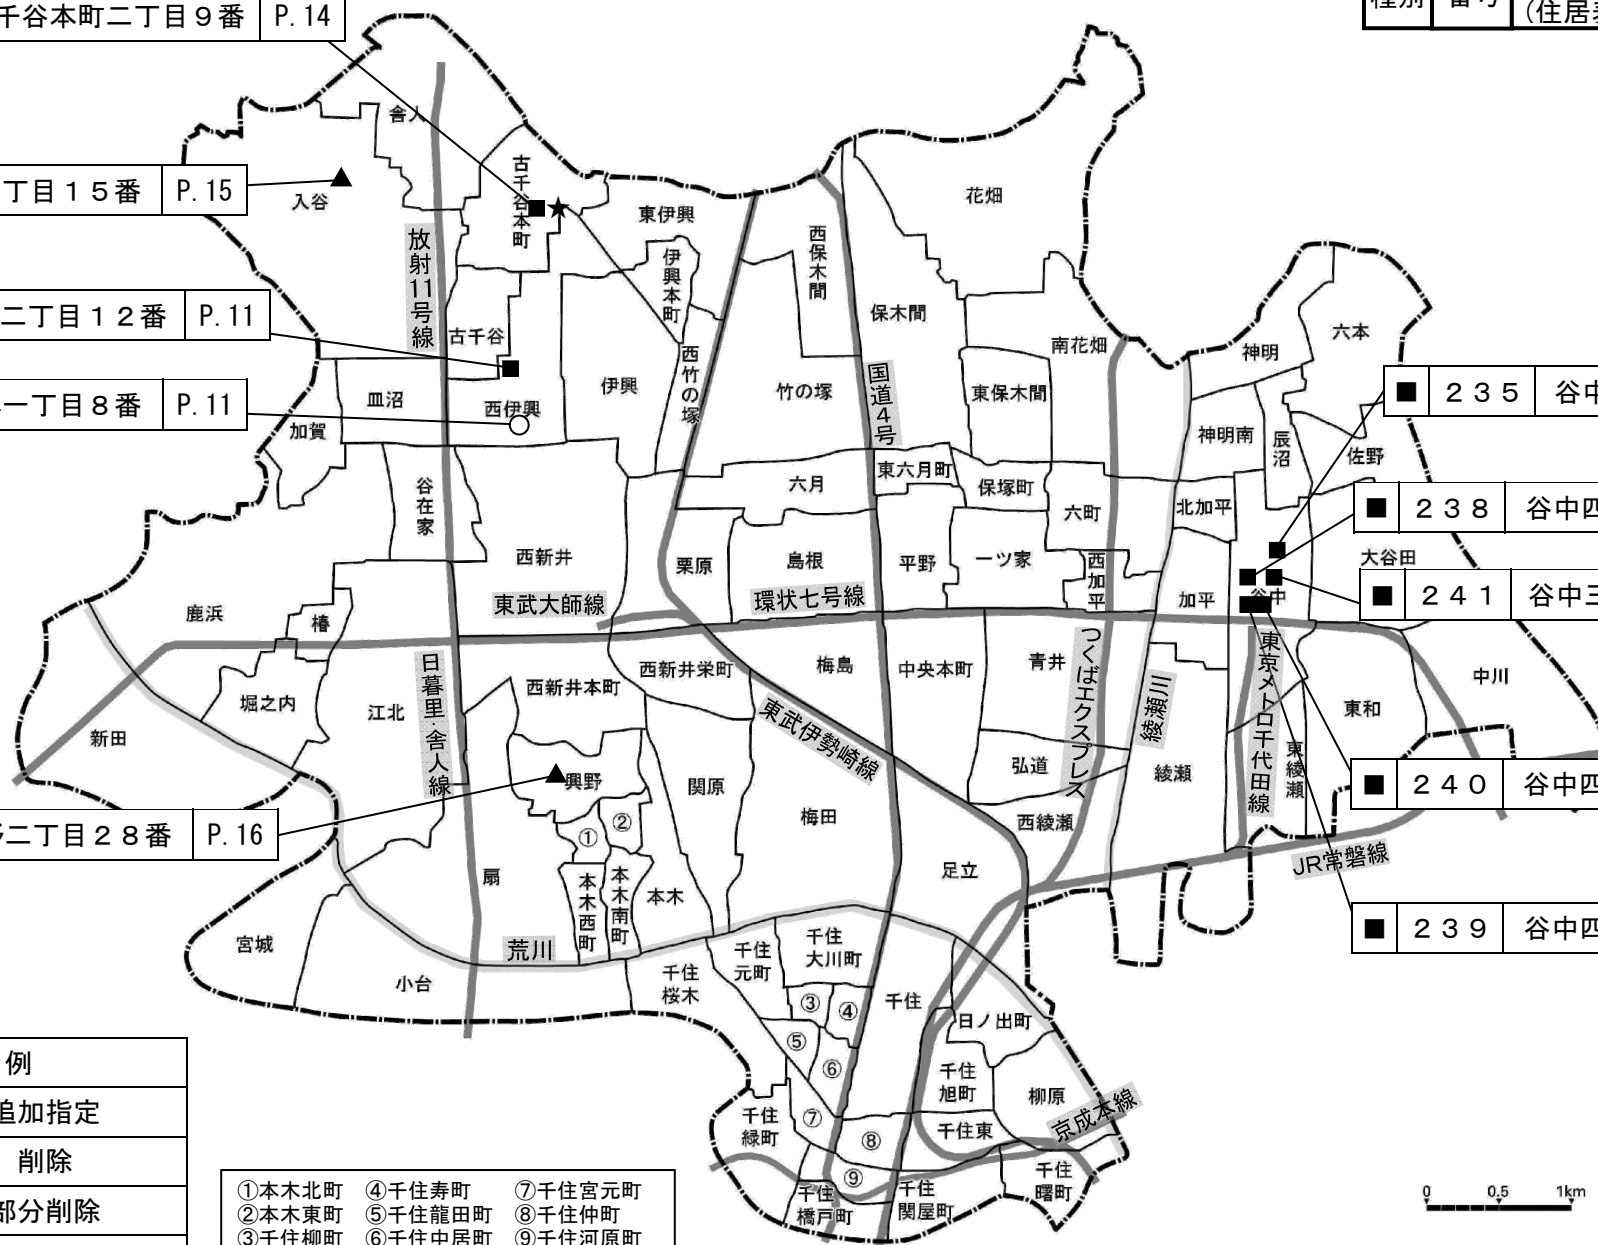 千谷本町二丁目９番 P.14
種別 番号 （住居表
丁目１５番 P.15
二丁目１２番 P.11
一丁目８番 P.11
二丁目２８番 P.16
■ ２３５ 谷中
■ ２３８ 谷中四
■ ２４１ 谷中三
■ ２４０ 谷中四
■ ２３９ 谷中四
舎人
入谷
古千谷本町
東伊興
伊興本町
放射11号線
古千谷
西伊興
伊興
西竹の塚
皿沼
加賀
谷在家
西保木間
竹の塚
保木間
国道4号
花畑
南花畑
東保木間
神明
六本
神明南
辰沼
佐野
六月
東六月町
保塚町
六町
北加平
大谷田
西新井
栗原
島根
平野
一ツ家
西加平
加平
谷中
鹿浜
椿
東武大師線
環状七号線
堀之内
新田
江北
日暮里・舎人線
西新井本町
西新井栄町
梅島
中央本町
青井
つくばエクスプレス
綾瀬川
東京メトロ千代田線
東和
中川
東武伊勢崎線
興野
関原
梅田
弘道
西綾瀬
綾瀬
東綾瀬
JR常磐線
①
②
扇
本木西町
本木南町
本木
足立
荒川
宮城
小台
千住桜木
千住元町
千住大川町
③
④
千住
日ノ出町
⑤
⑥
千住旭町
柳原
千住緑町
⑦
⑧
千住東
京成本線
⑨
千住橋戸町
千住関屋町
千住曙町
例
追加指定
削除
部分削除
①本木北町 ④千住寿町 ⑦千住宮元町
②本木東町 ⑤千住龍田町 ⑧千住仲町
③千住柳町 ⑥千住中居町 ⑨千住河原町
0 0.5 1km